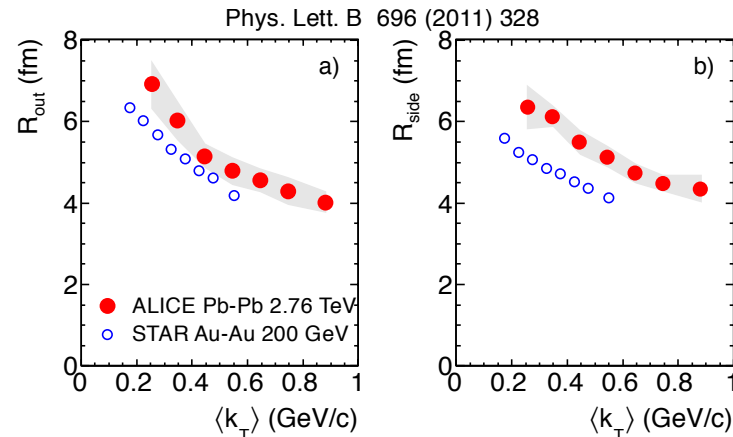 Phys. Lett. B 696 (2011) 328
R_out (fm)
8
6
4
2
0
a)
ALICE Pb-Pb 2.76 TeV
STAR Au-Au 200 GeV
0 0.2 0.4 0.6 0.8 1
⟨k_T⟩ (GeV/c)
R_side (fm)
8
6
4
2
0
b)
0 0.2 0.4 0.6 0.8 1
⟨k_T⟩ (GeV/c)